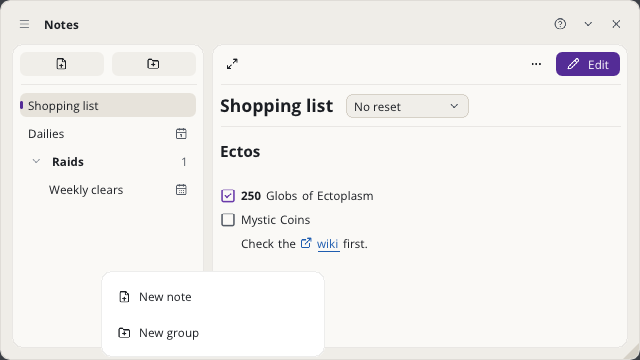 Notes
Edit
Shopping list
Dailies
Raids 1
Weekly clears
Shopping list No reset
Ectos
250 Globs of Ectoplasm
Mystic Coins
Check the wiki first.
New note
New group